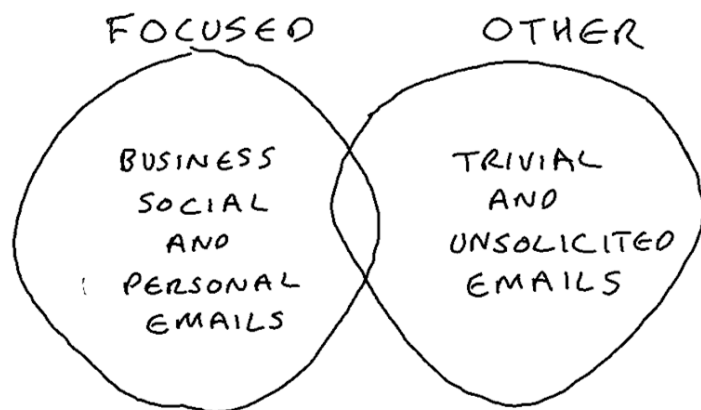 FOCUSED
OTHER
BUSINESS
SOCIAL
AND
PERSONAL
EMAILS
TRIVIAL
AND
UNSOLICITED
EMAILS